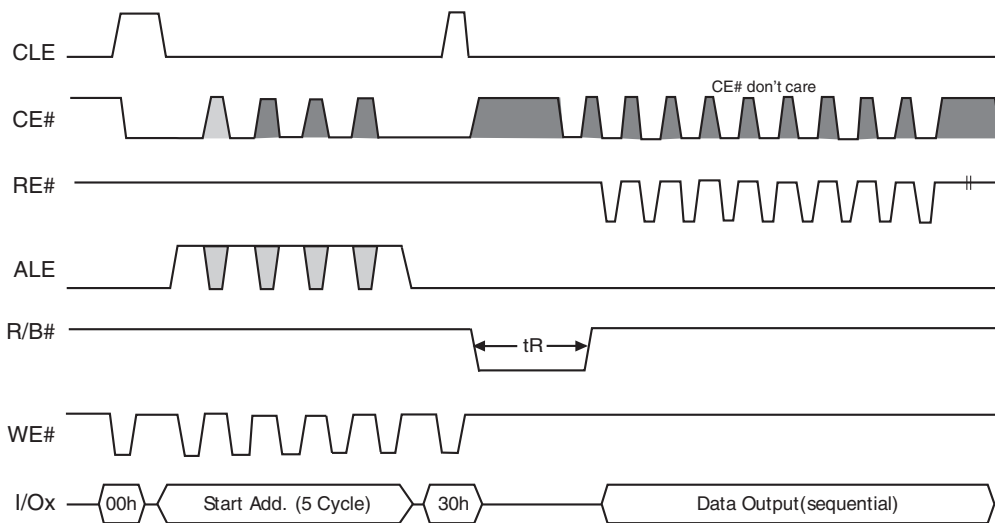 CLE
CE# don't care
CE#
RE#
ALE
R/B#
tR
WE#
I/Ox
00h
Start Add. (5 Cycle)
30h
Data Output(sequential)